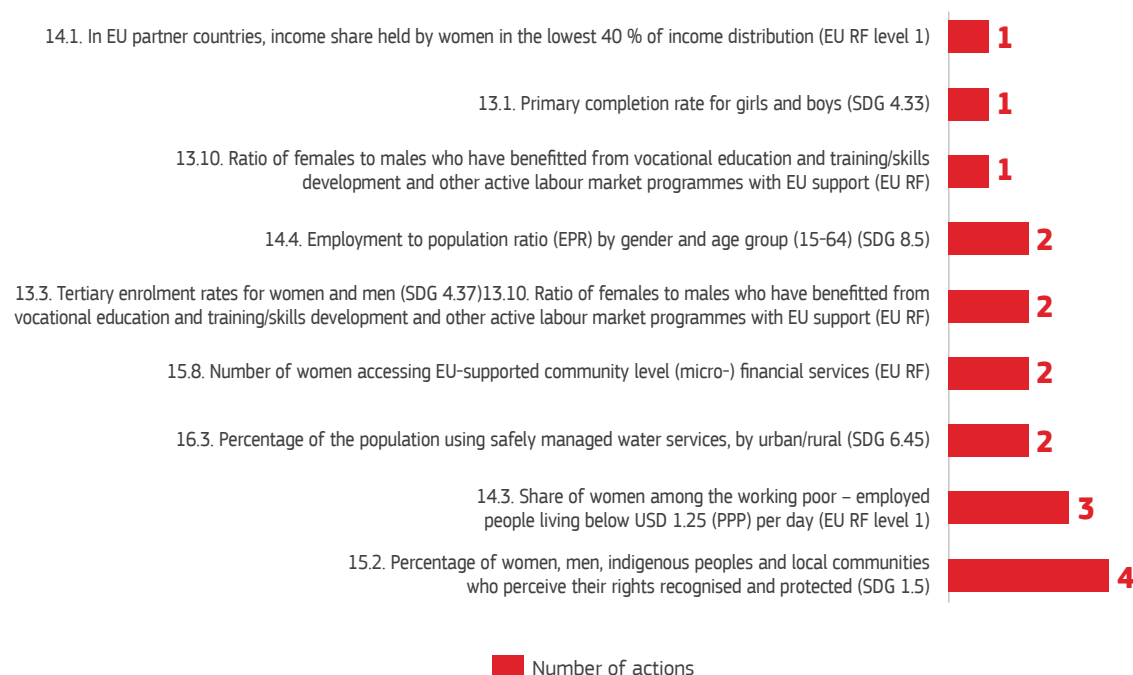 14.1. In EU partner countries, income share held by women in the lowest 40 % of income distribution (EU RF level 1)
1
13.1. Primary completion rate for girls and boys (SDG 4.33)
1
13.10. Ratio of females to males who have benefitted from vocational education and training/skills
development and other active labour market programmes with EU support (EU RF)
1
14.4. Employment to population ratio (EPR) by gender and age group (15-64) (SDG 8.5)
2
13.3. Tertiary enrolment rates for women and men (SDG 4.37)13.10. Ratio of females to males who have benefitted from
vocational education and training/skills development and other active labour market programmes with EU support (EU RF)
2
15.8. Number of women accessing EU-supported community level (micro-) financial services (EU RF)
2
16.3. Percentage of the population using safely managed water services, by urban/rural (SDG 6.45)
2
14.3. Share of women among the working poor – employed
people living below USD 1.25 (PPP) per day (EU RF level 1)
3
15.2. Percentage of women, men, indigenous peoples and local communities
who perceive their rights recognised and protected (SDG 1.5)
4
Number of actions